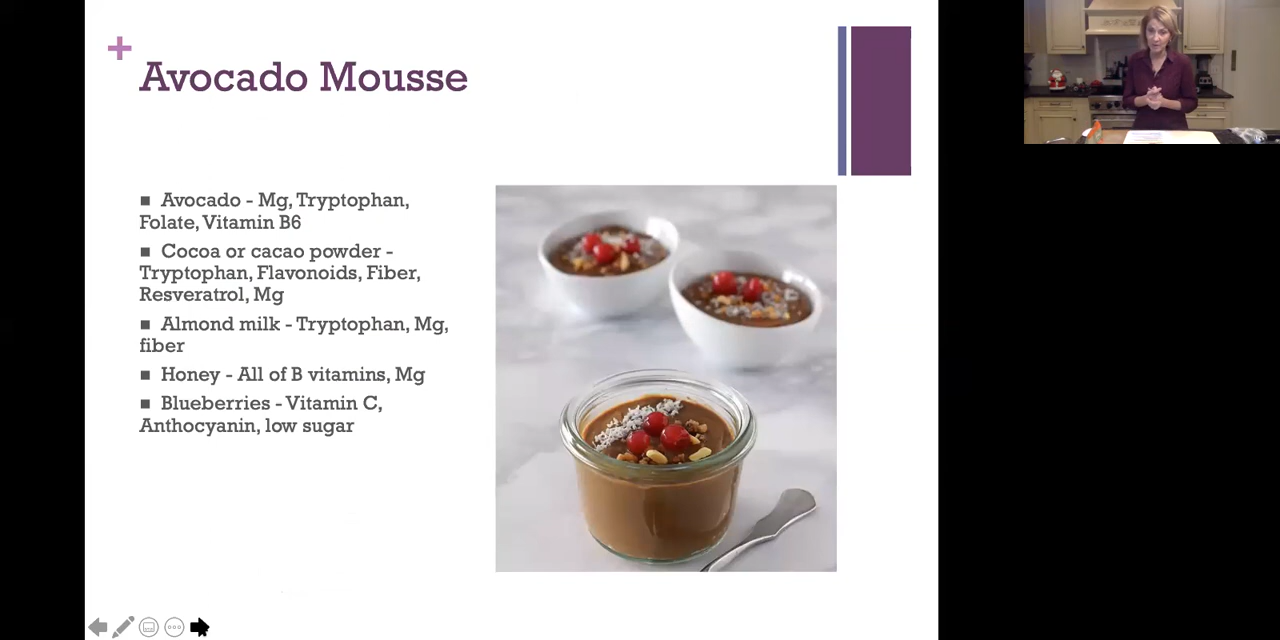 Avocado Mousse
■ Avocado - Mg, Tryptophan,
Folate, Vitamin B6
■ Cocoa or cacao powder -
Tryptophan, Flavonoids, Fiber,
Resveratrol, Mg
■ Almond milk - Tryptophan, Mg,
fiber
■ Honey - All of B vitamins, Mg
■ Blueberries - Vitamin C,
Anthocyanin, low sugar